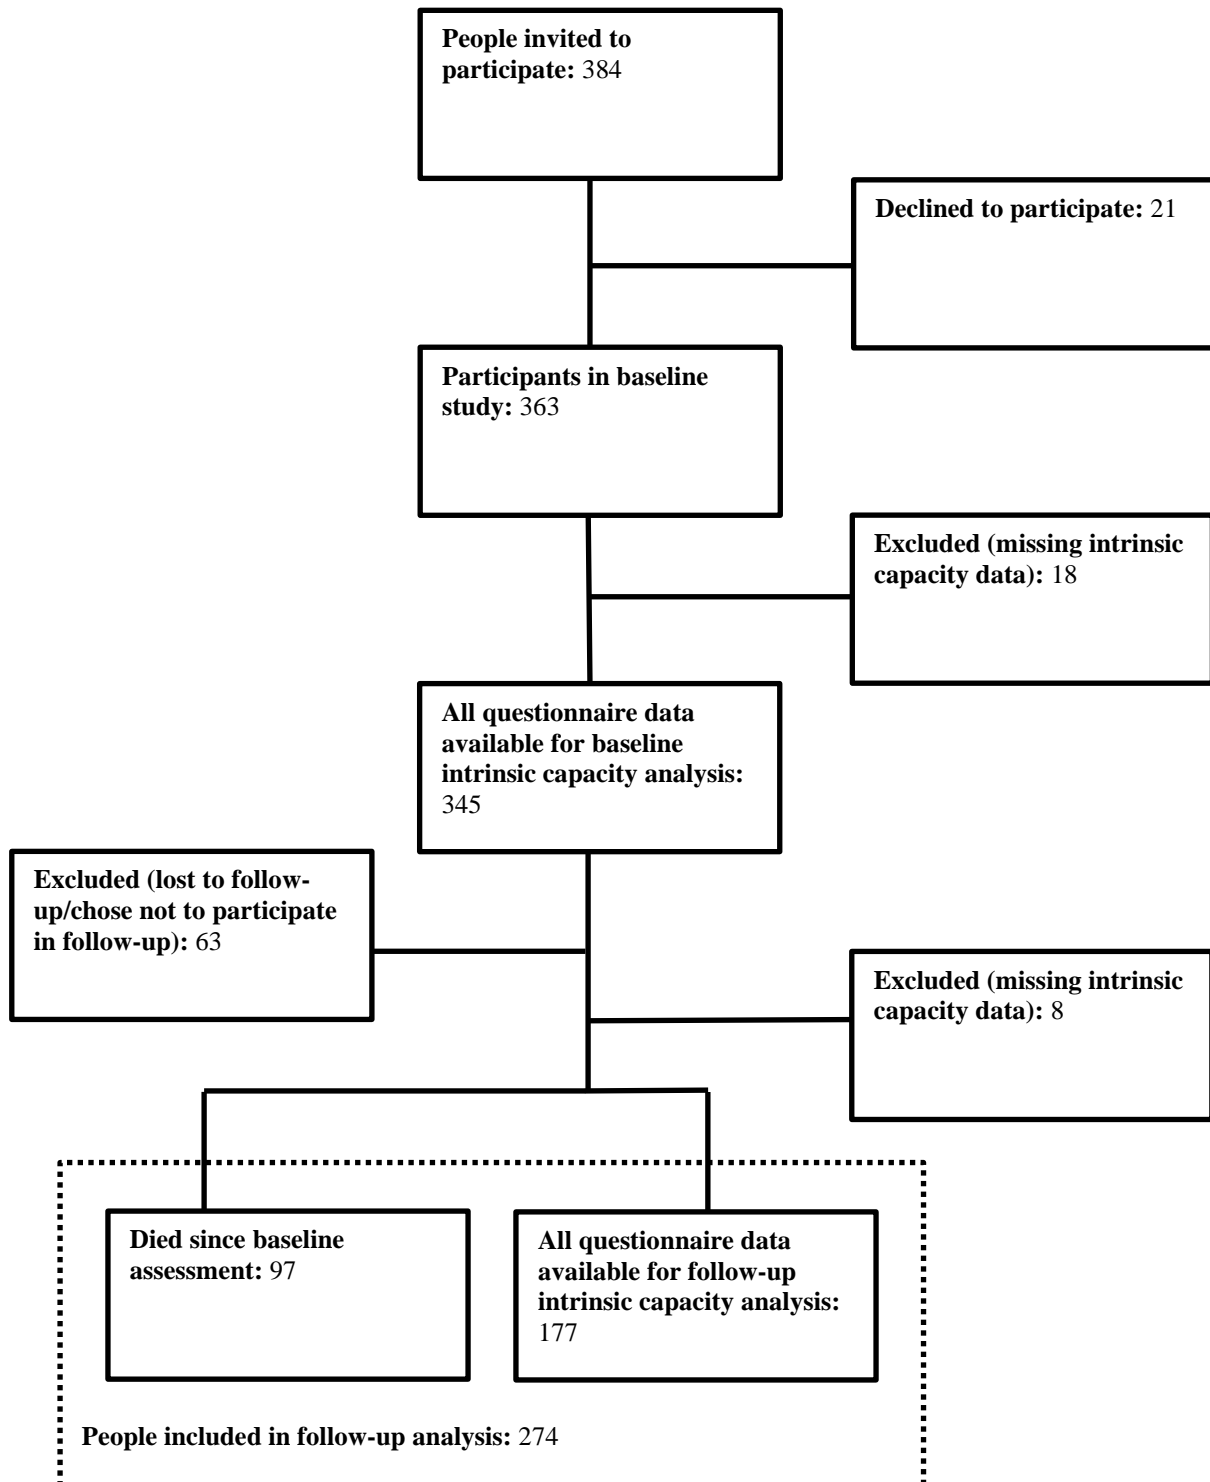 People invited to
participate: 384
Declined to participate: 21
Participants in baseline
study: 363
Excluded (missing intrinsic
capacity data): 18
All questionnaire data
available for baseline
intrinsic capacity analysis:
345
Excluded (lost to follow-
up/chose not to participate
in follow-up): 63
Excluded (missing intrinsic
capacity data): 8
Died since baseline
assessment: 97
All questionnaire data
available for follow-up
intrinsic capacity analysis:
177
People included in follow-up analysis: 274